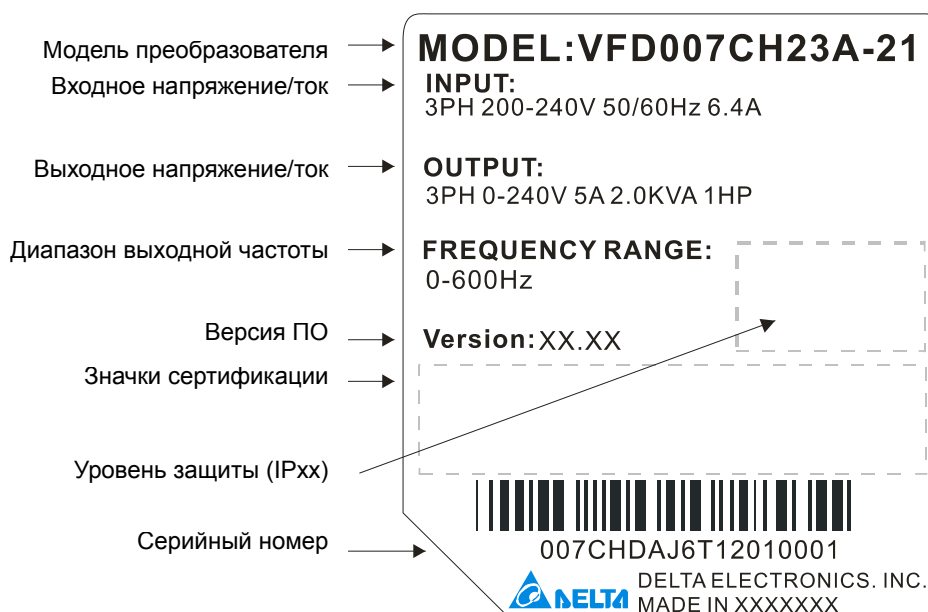 Модель преобразователя
MODEL:VFD007CH23A-21
Входное напряжение/ток
INPUT:
3PH 200-240V 50/60Hz 6.4A
Выходное напряжение/ток
OUTPUT:
3PH 0-240V 5A 2.0KVA 1HP
Диапазон выходной частоты
FREQUENCY RANGE:
0-600Hz
Версия ПО
Version:XX.XX
Значки сертификации
Уровень защиты (IPxx)
Серийный номер
007CHDAJ6T12010001
DELTA
DELTA ELECTRONICS. INC.
MADE IN XXXXXXX